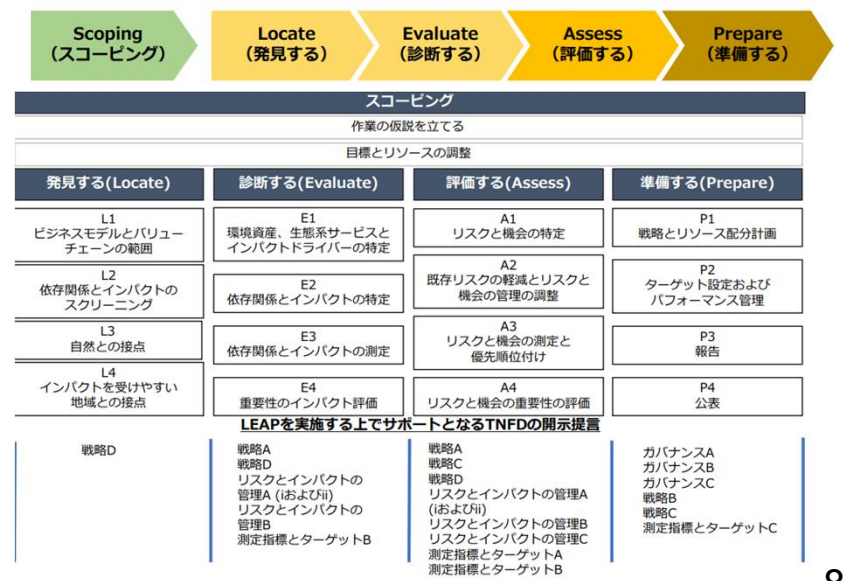 Scoping
(スコーピング)
Locate
(発見する)
Evaluate
(診断する)
Assess
(評価する)
Prepare
(準備する)
スコーピング
作業の仮説を立てる
目標とリソースの調整
発見する(Locate)
L1
ビジネスモデルとバリュー
チェーンの範囲
L2
依存関係とインパクトの
スクリーニング
L3
自然との接点
L4
インパクトを受けやすい
地域との接点
診断する(Evaluate)
E1
環境資産、生態系サービスと
インパクトドライバーの特定
E2
依存関係とインパクトの特定
E3
依存関係とインパクトの測定
E4
重要性のインパクト評価
評価する(Assess)
A1
リスクと機会の特定
A2
既存リスクの軽減とリスクと
機会の管理の調整
A3
リスクと機会の測定と
優先順位付け
A4
リスクと機会の重要性の評価
準備する(Prepare)
P1
戦略とリソース配分計画
P2
ターゲット設定および
パフォーマンス管理
P3
報告
P4
公表
LEAPを実施する上でサポートとなるTNFDの開示提言
戦略D
戦略A
戦略D
リスクとインパクトの
管理A (iおよびii)
リスクとインパクトの
管理B
測定指標とターゲットB
戦略A
戦略C
戦略D
リスクとインパクトの管理A
(iおよびii)
リスクとインパクトの管理B
リスクとインパクトの管理C
測定指標とターゲットA
測定指標とターゲットB
ガバナンスA
ガバナンスB
ガバナンスC
戦略B
戦略C
測定指標とターゲットC